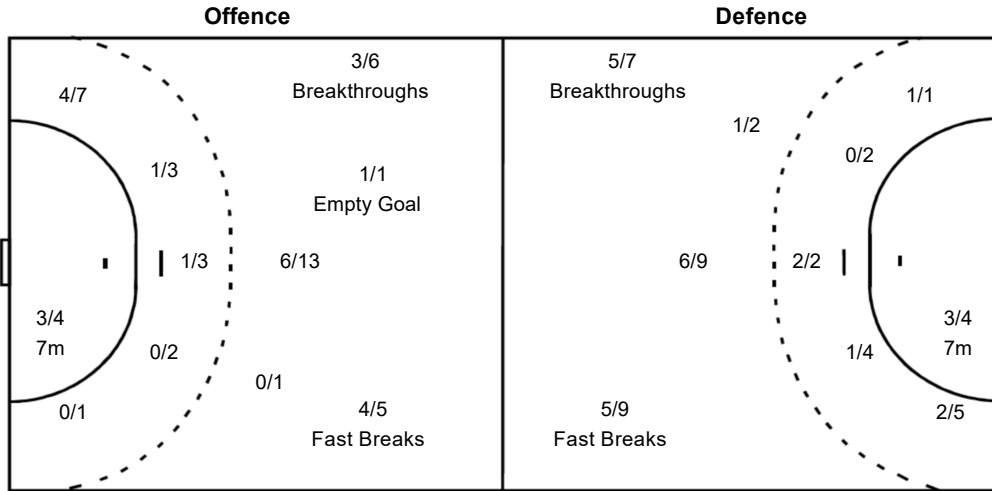 Offence
Defence
3/6
Breakthroughs
5/7
Breakthroughs
4/7
1/1
1/2
1/3
0/2
1/1
Empty Goal
1/3
6/13
6/9
2/2
3/4
7m
3/4
7m
0/2
1/4
0/1
0/1
2/5
4/5
Fast Breaks
5/9
Fast Breaks